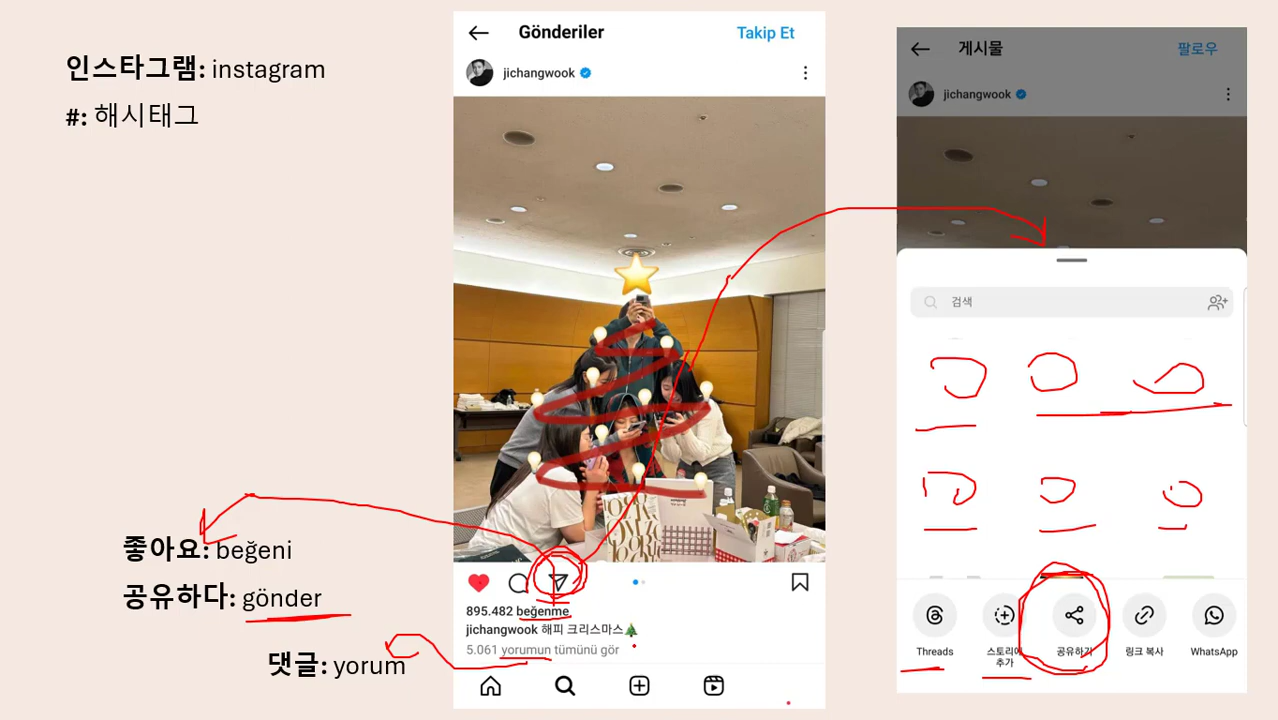 인스타그램: instagram
#: 해시태그
좋아요: beğeni
공유하다: gönder
댓글: yorum
Gönderiler
Takip Et
jichangwook
895.482 beğenme
jichangwook 해피 크리스마스🎄
5.061 yorumun tümünü gör
게시물
팔로우
jichangwook
검색
Threads
스토리에
추가
공유하기
링크 복사
WhatsApp